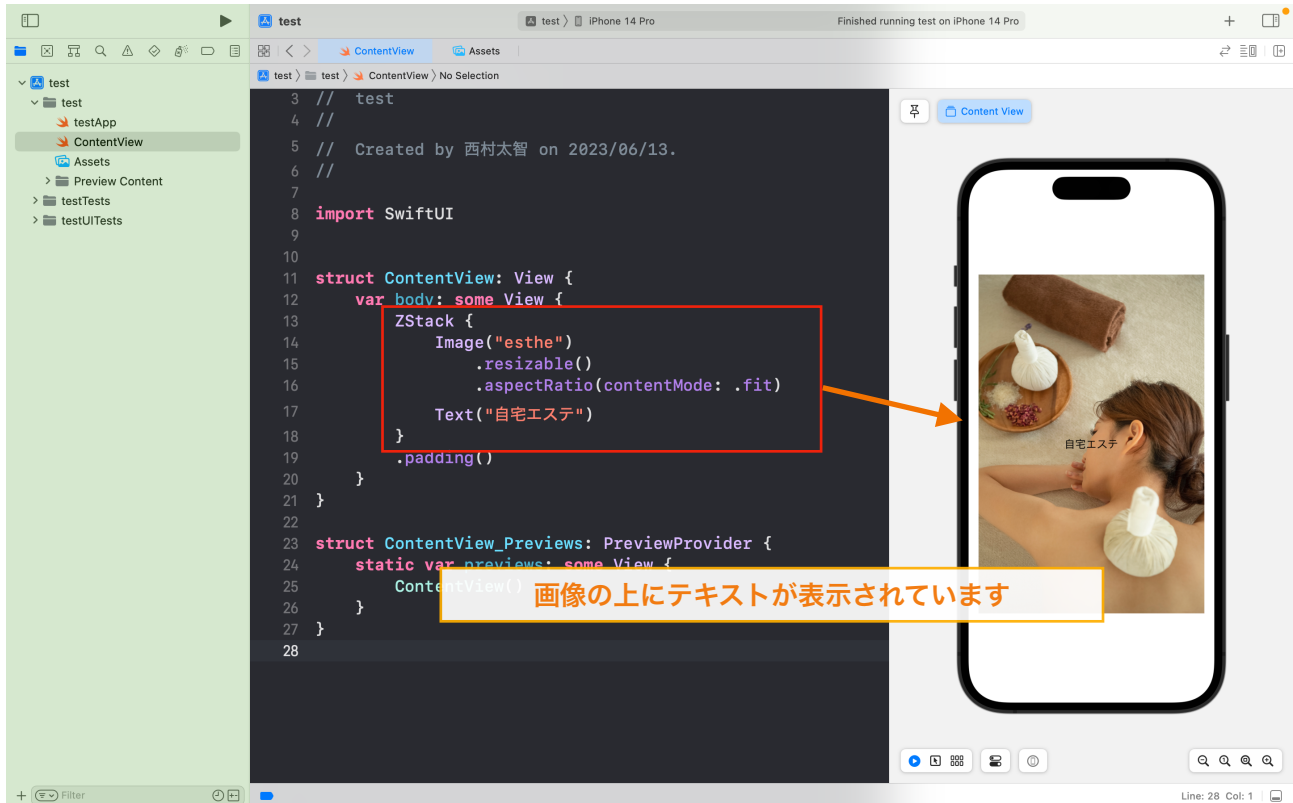 test
test 〉 iPhone 14 Pro
Finished running test on iPhone 14 Pro
ContentView
Assets
test 〉 test 〉 ContentView 〉 No Selection
test
test
testApp
ContentView
Assets
Preview Content
testTests
testUITests
3 //  test
4 //
5 //  Created by 西村太智 on 2023/06/13.
6 //
7
8 import SwiftUI
9
10
11 struct ContentView: View {
12     var body: some View {
13         ZStack {
14             Image("esthe")
15                 .resizable()
16                 .aspectRatio(contentMode: .fit)
17             Text("自宅エステ")
18         }
19         .padding()
20     }
21 }
22
23 struct ContentView_Previews: PreviewProvider {
24     static var previews: some View {
25         ContentView()
26     }
27 }
28
画像の上にテキストが表示されています
Content View
自宅エステ
Filter
Line: 28 Col: 1